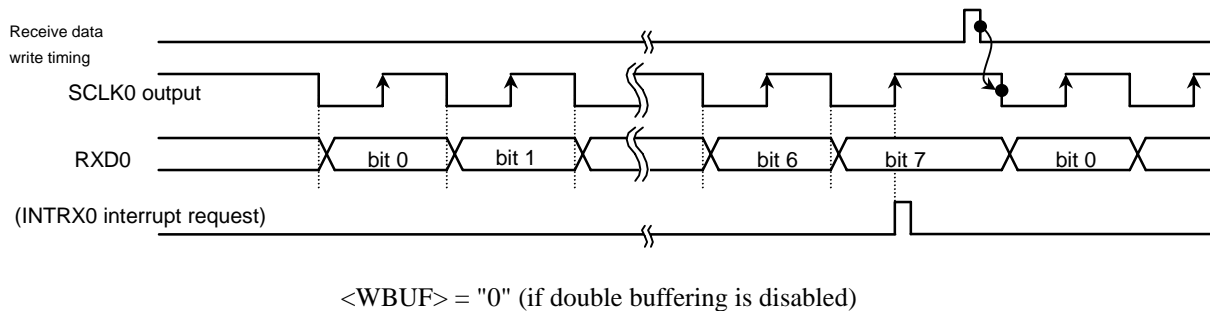 Receive data
write timing
SCLK0 output
RXD0
bit 0
bit 1
bit 6
bit 7
bit 0
(INTRX0 interrupt request)
<WBUF> = "0" (if double buffering is disabled)